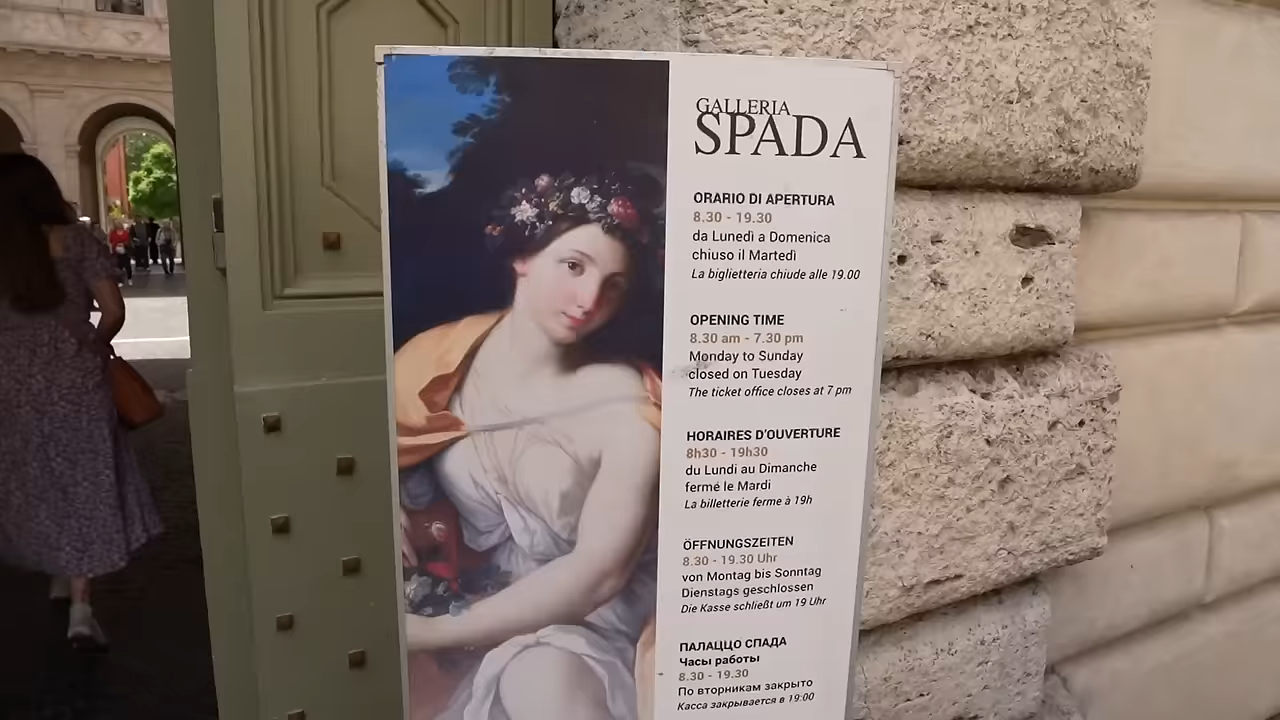 GALLERIA
SPADA
ORARIO DI APERTURA
8.30 - 19.30
da Lunedì a Domenica
chiuso il Martedì
La biglietteria chiude alle 19.00
OPENING TIME
8.30 am - 7.30 pm
Monday to Sunday
closed on Tuesday
The ticket office closes at 7 pm
HORAIRES D'OUVERTURE
8h30 - 19h30
du Lundi au Dimanche
fermé le Mardi
La billetterie ferme à 19h
ÖFFNUNGSZEITEN
8.30 - 19.30 Uhr
von Montag bis Sonntag
Dienstags geschlossen
Die Kasse schließt um 19 Uhr
ПАЛАЦЦО СПАДА
Часы работы
8.30 - 19.30
По вторникам закрыто
Касса закрывается в 19:00